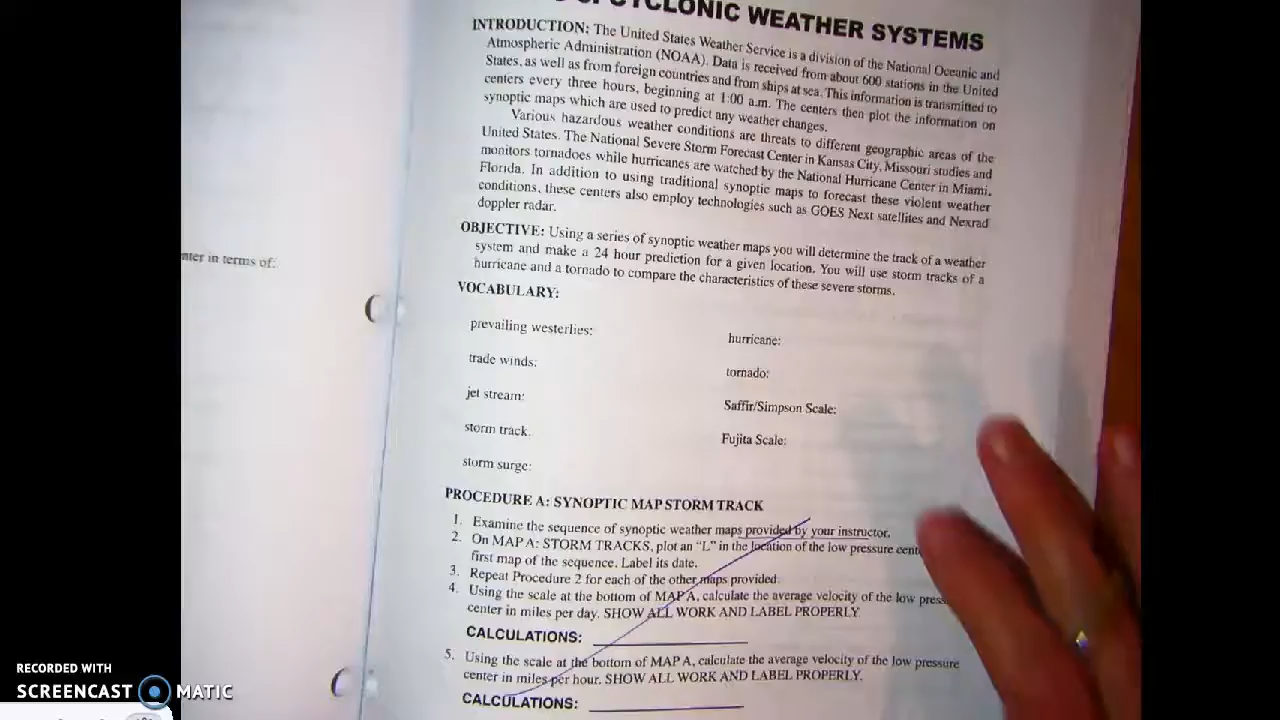 CYCLONIC WEATHER SYSTEMS
INTRODUCTION: The United States Weather Service is a division of the National Oceanic and
Atmospheric Administration (NOAA). Data is received from about 600 stations in the United
States, as well as from foreign countries and from ships at sea. This information is transmitted to
centers every three hours, beginning at 1:00 a.m. The centers then plot the information on
synoptic maps which are used to predict any weather changes.
Various hazardous weather conditions are threats to different geographic areas of the
United States. The National Severe Storm Forecast Center in Kansas City, Missouri studies and
monitors tornadoes while hurricanes are watched by the National Hurricane Center in Miami,
Florida. In addition to using traditional synoptic maps to forecast these violent weather
conditions, these centers also employ technologies such as GOES Next satellites and Nexrad
doppler radar.
OBJECTIVE: Using a series of synoptic weather maps you will determine the track of a weather
system and make a 24 hour prediction for a given location. You will use storm tracks of a
hurricane and a tornado to compare the characteristics of these severe storms.
in terms of:
VOCABULARY:
prevailing westerlies:
hurricane:
trade winds:
tornado:
jet stream:
Saffir/Simpson Scale:
storm track.
Fujita Scale:
storm surge:
PROCEDURE A: SYNOPTIC MAP STORM TRACK
1. Examine the sequence of synoptic weather maps provided by your instructor.
2. On MAP A: STORM TRACKS, plot an "L" in the location of the low pressure
first map of the sequence. Label its date.
3. Repeat Procedure 2 for each of the other maps provided.
4. Using the scale at the bottom of MAP A, calculate the average velocity of the low
center in miles per day. SHOW ALL WORK AND LABEL PROPERLY.
CALCULATIONS:
5. Using the scale at the bottom of MAP A, calculate the average velocity of the low pressure
center in miles per hour. SHOW ALL WORK AND LABEL PROPERLY.
CALCULATIONS:
RECORDED WITH
SCREENCAST MATIC